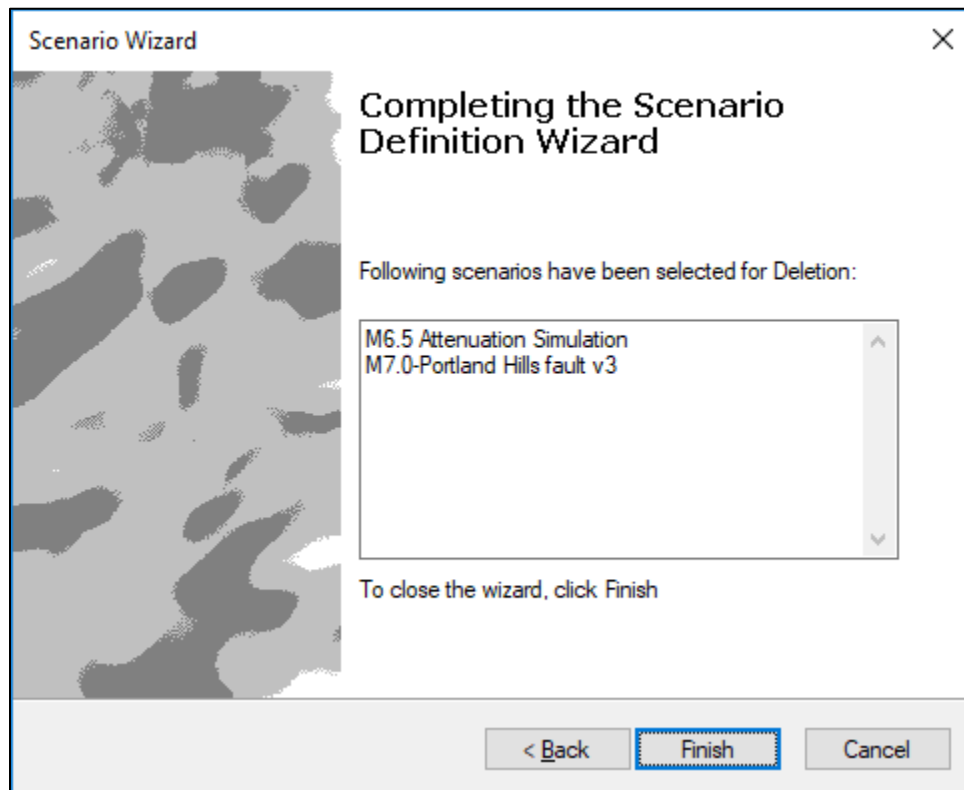 Scenario Wizard
Completing the Scenario
Definition Wizard
Following scenarios have been selected for Deletion:
M6.5 Attenuation Simulation
M7.0-Portland Hills fault v3
To close the wizard, click Finish
< Back
Finish
Cancel